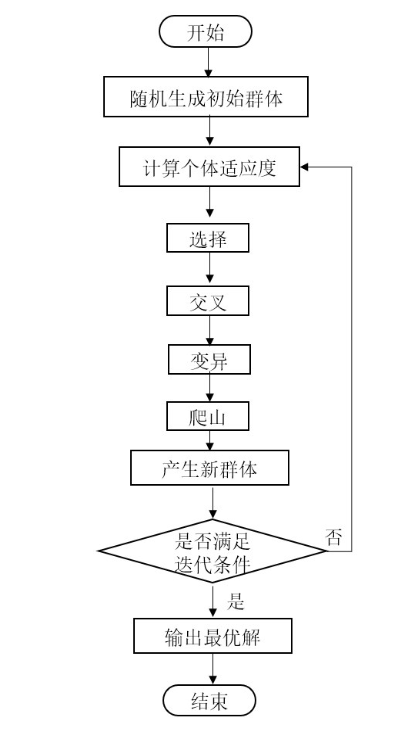 开始
随机生成初始群体
计算个体适应度
选择
交叉
变异
爬山
产生新群体
是否满足
迭代条件
否
是
输出最优解
结束